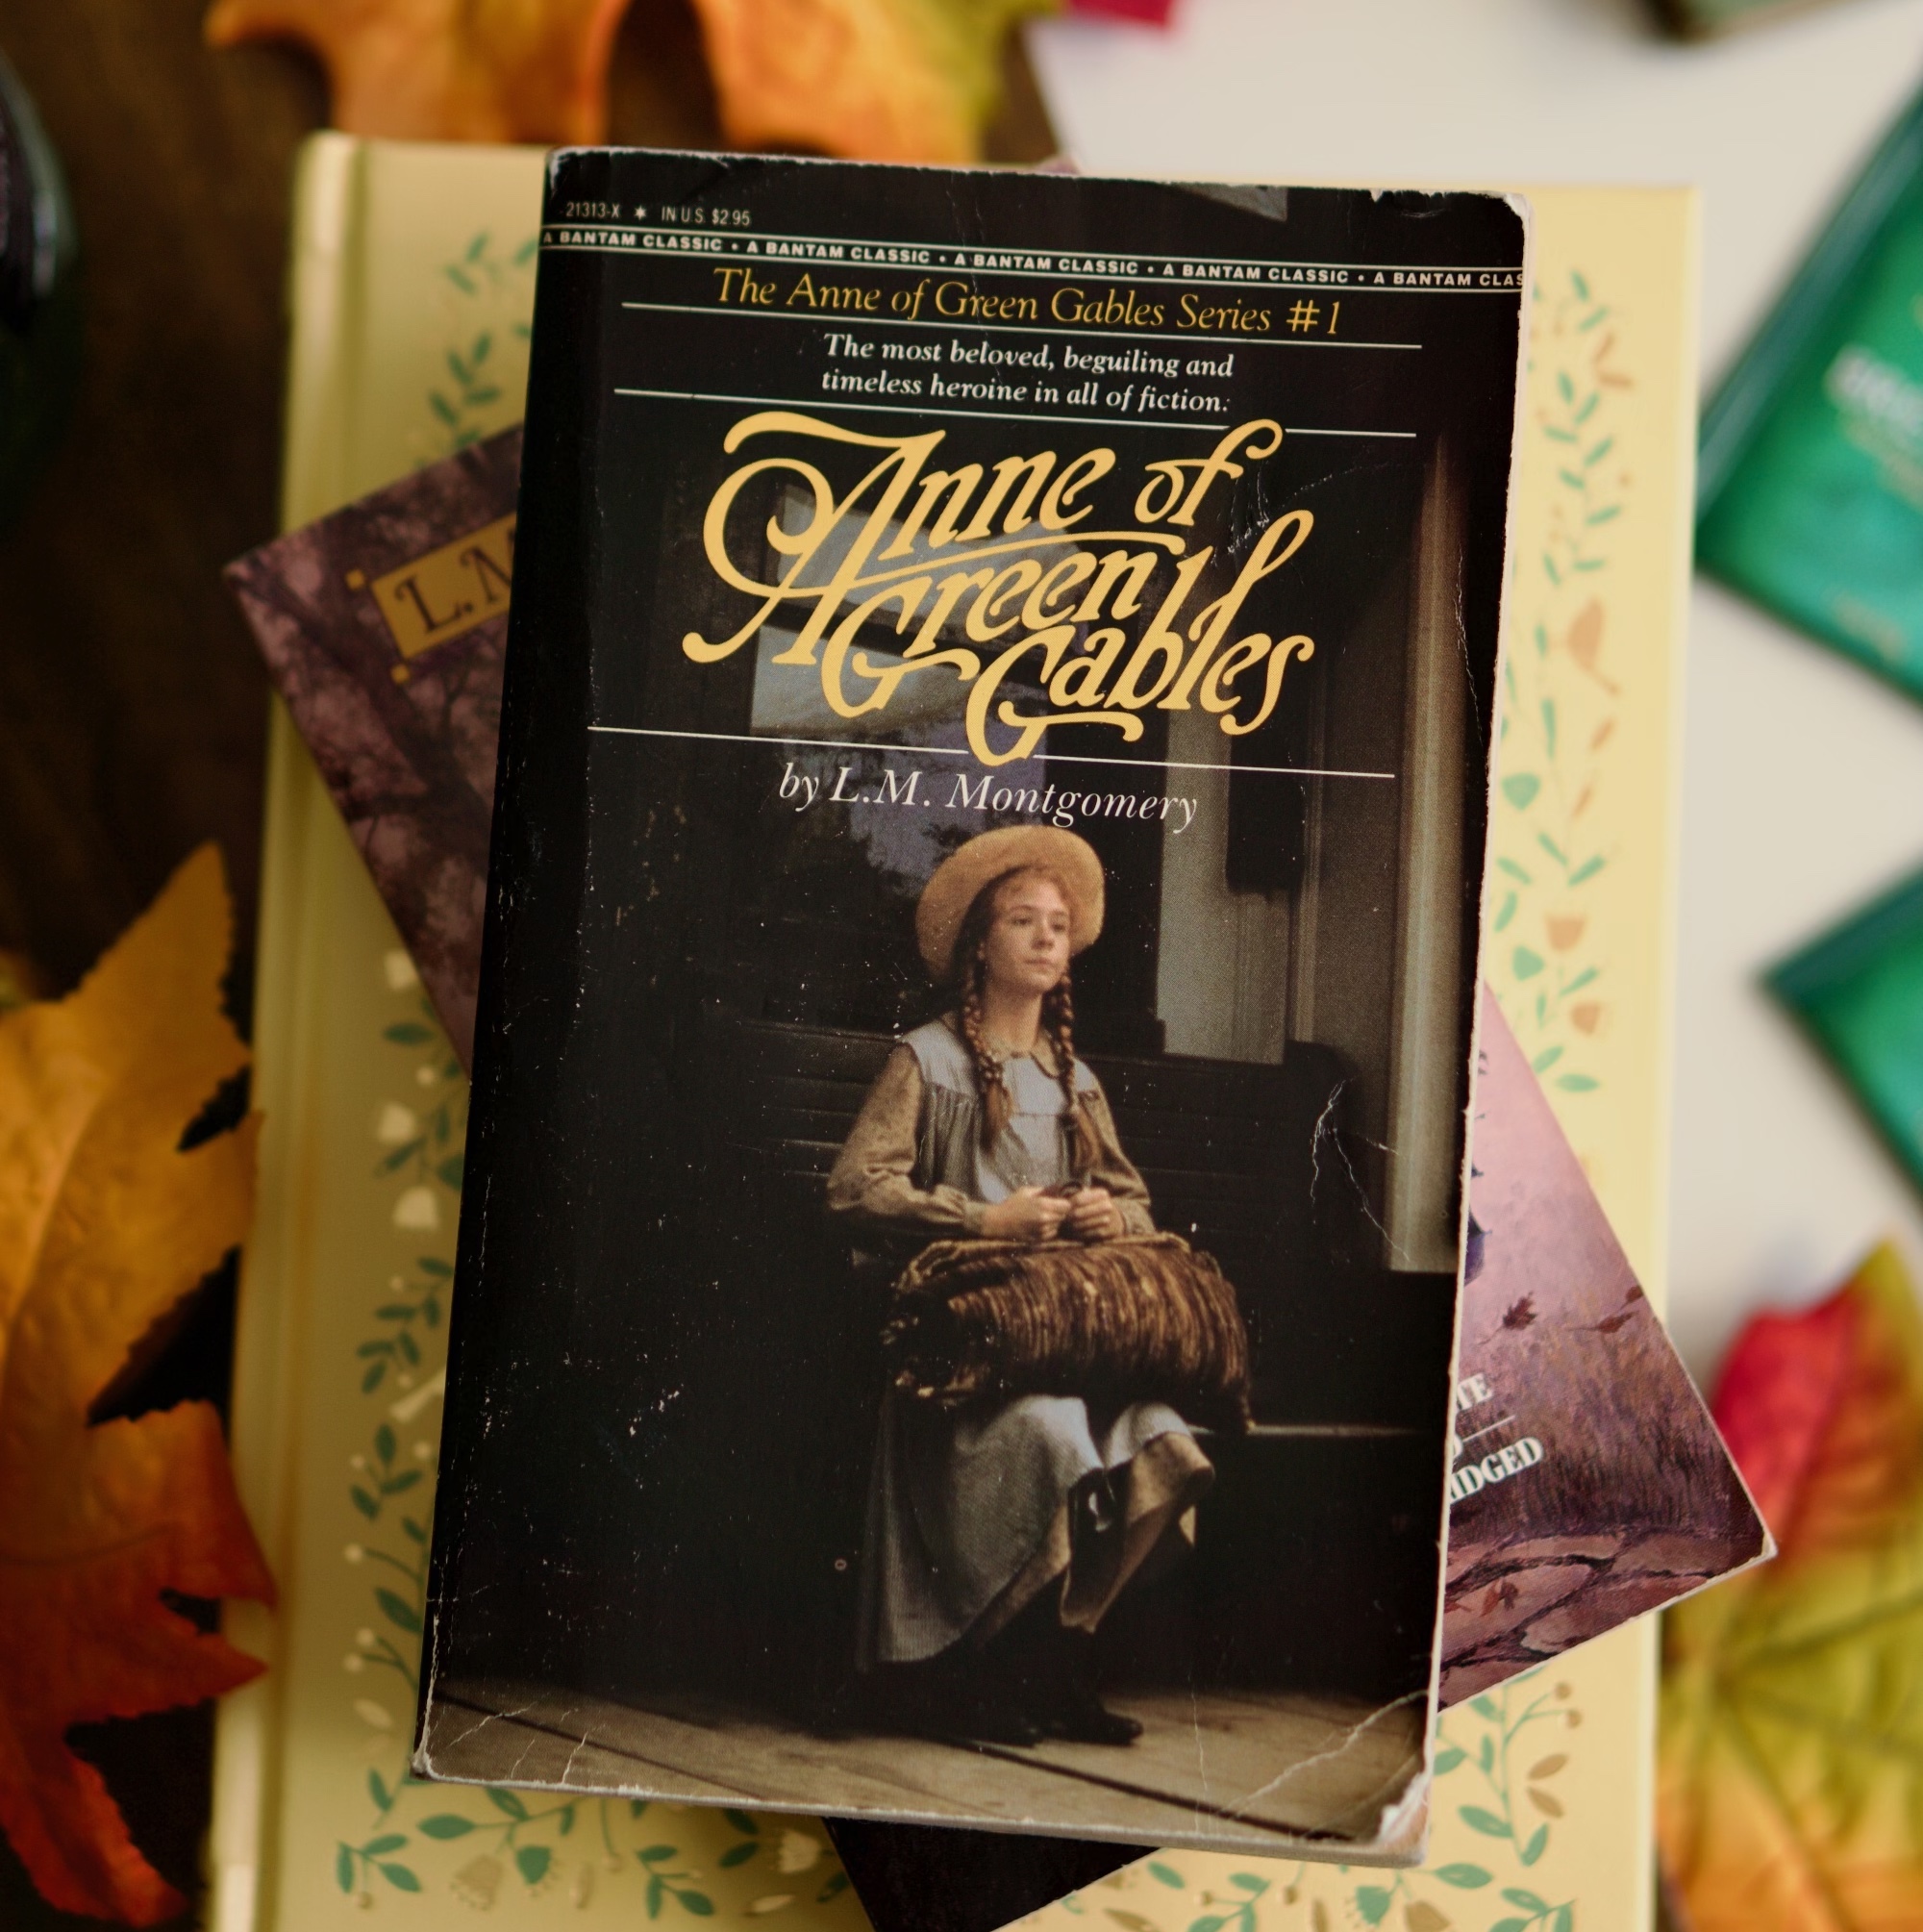 21313-X * IN U.S. $2.95
A BANTAM CLASSIC • A BANTAM CLASSIC • A BANTAM CLASSIC • A BANTAM CLASSIC • A BANTAM CLAS
The Anne of Green Gables Series #1
The most beloved, beguiling and
timeless heroine in all of fiction:
Anne of
Green
Gables
by L.M. Montgomery
L.M
TE
IDGED